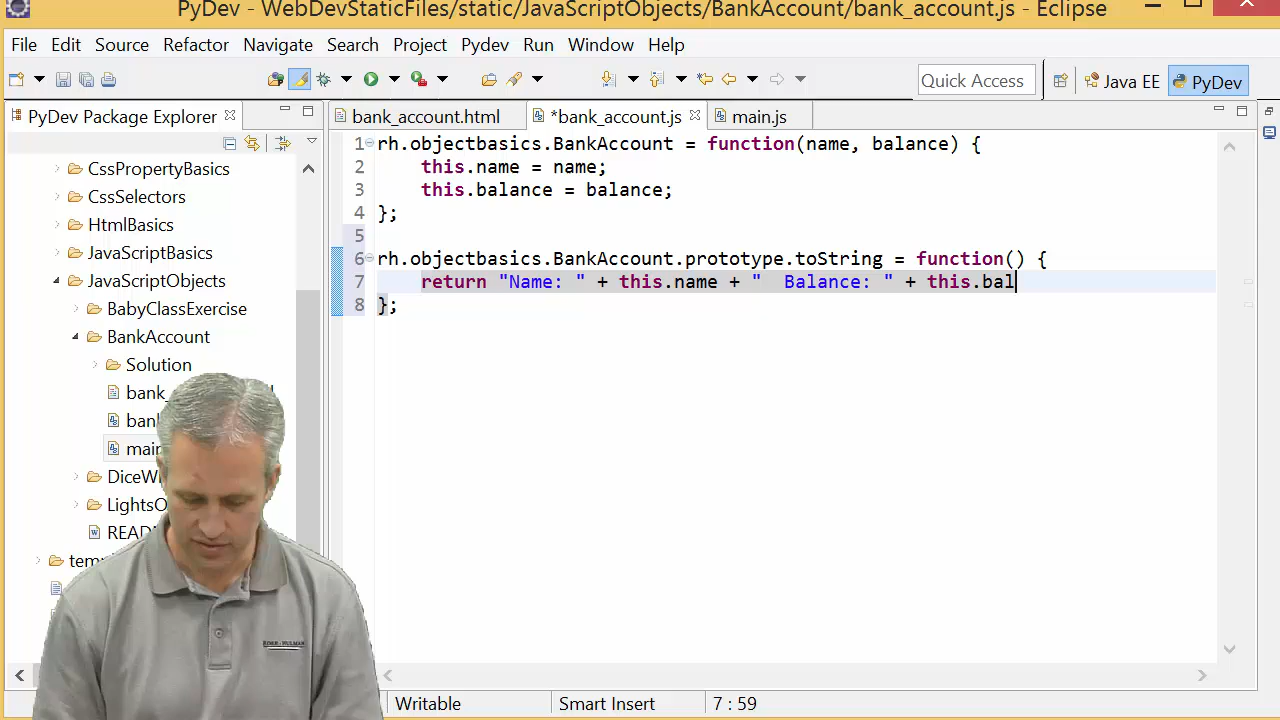 PyDev - WebDevStaticFiles/static/JavaScriptObjects/BankAccount/bank_account.js - Eclipse
File Edit Source Refactor Navigate Search Project Pydev Run Window Help
Quick Access Java EE PyDev
PyDev Package Explorer bank_account.html *bank_account.js main.js
CssPropertyBasics
CssSelectors
HtmlBasics
JavaScriptBasics
JavaScriptObjects
BabyClassExercise
BankAccount
Solution
bank_
ban
mai
DiceW
LightsO
READ
tem
1 rh.objectbasics.BankAccount = function(name, balance) {
2 this.name = name;
3 this.balance = balance;
4 };
5
6 rh.objectbasics.BankAccount.prototype.toString = function() {
7 return "Name: " + this.name + "  Balance: " + this.bal
8 };
ROSE-HULMAN
Writable Smart Insert 7 : 59